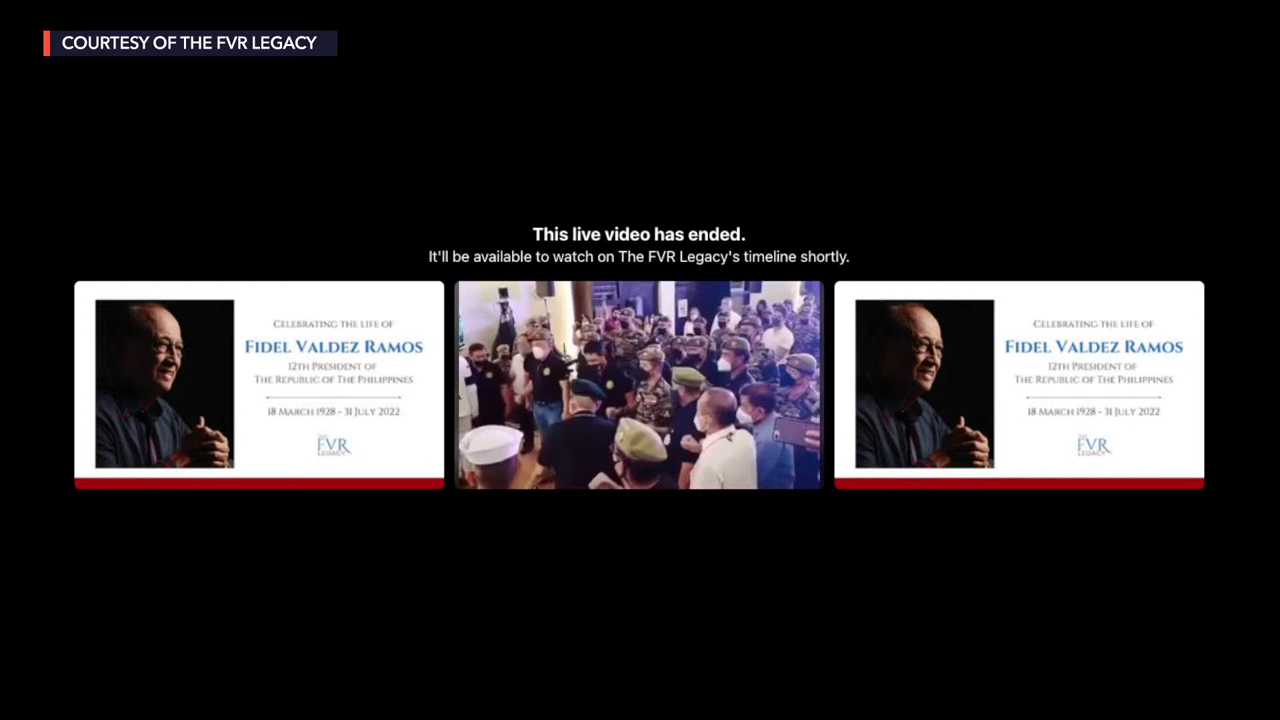 COURTESY OF THE FVR LEGACY
This live video has ended.
It'll be available to watch on The FVR Legacy's timeline shortly.
CELEBRATING THE LIFE OF
FIDEL VALDEZ RAMOS
12TH PRESIDENT OF
THE REPUBLIC OF THE PHILIPPINES
18 MARCH 1928 - 31 JULY 2022
THE
FVR
LEGACY
CELEBRATING THE LIFE OF
FIDEL VALDEZ RAMOS
12TH PRESIDENT OF
THE REPUBLIC OF THE PHILIPPINES
18 MARCH 1928 - 31 JULY 2022
THE
FVR
LEGACY